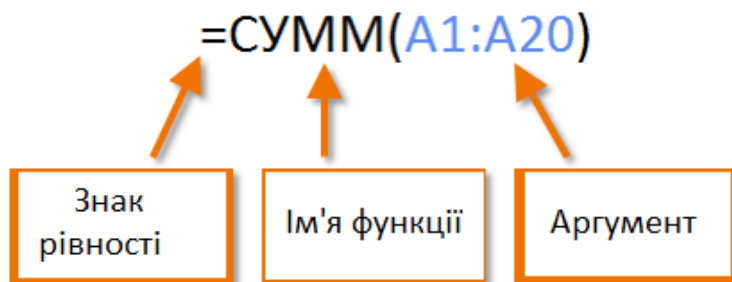 =СУММ(A1:A20)
Знак
рівності
Ім'я функції
Аргумент